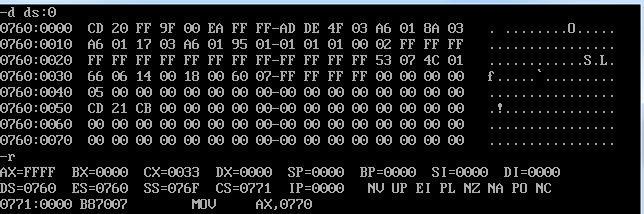 -d ds:0
0760:0000  CD 20 FF 9F 00 EA FF FF-AD DE 4F 03 A6 01 8A 03   . ........O.....
0760:0010  A6 01 17 03 A6 01 95 01-01 01 01 00 02 FF FF FF   ................
0760:0020  FF FF FF FF FF FF FF FF-FF FF FF FF 53 07 4C 01   ............S.L.
0760:0030  66 06 14 00 18 00 60 07-FF FF FF FF 00 00 00 00   f.....`.........
0760:0040  05 00 00 00 00 00 00 00-00 00 00 00 00 00 00 00   ................
0760:0050  CD 21 CB 00 00 00 00 00-00 00 00 00 00 00 00 00   .!..............
0760:0060  00 00 00 00 00 00 00 00-00 00 00 00 00 00 00 00   ................
0760:0070  00 00 00 00 00 00 00 00-00 00 00 00 00 00 00 00   ................
-r
AX=FFFF  BX=0000  CX=0033  DX=0000  SP=0000  BP=0000  SI=0000  DI=0000
DS=0760  ES=0760  SS=076F  CS=0771  IP=0000   NV UP EI PL NZ NA PO NC
0771:0000 B87007        MOV     AX,0770